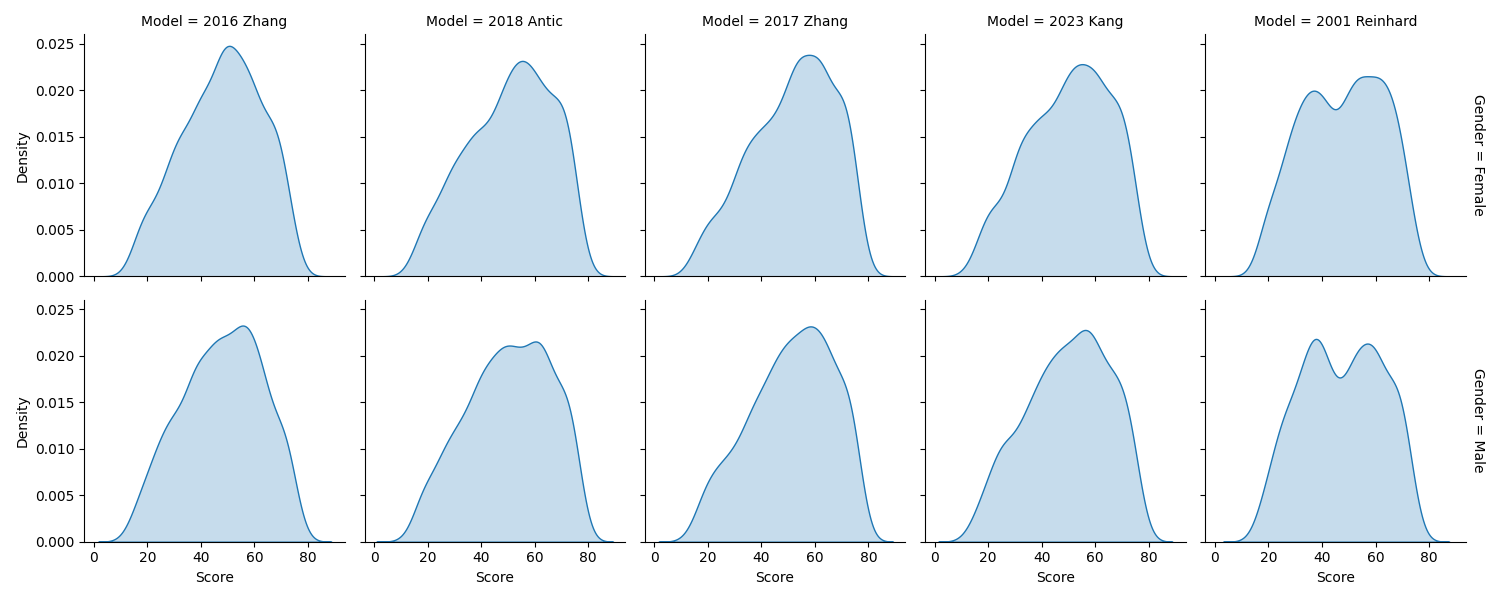 Model = 2016 Zhang
Model = 2018 Antic
Model = 2017 Zhang
Model = 2023 Kang
Model = 2001 Reinhard
0.025
0.020
0.015
0.010
0.005
0.000
Density
Gender = Female
0.025
0.020
0.015
0.010
0.005
0.000
Density
Gender = Male
0 20 40 60 80
0 20 40 60 80
0 20 40 60 80
0 20 40 60 80
0 20 40 60 80
Score
Score
Score
Score
Score